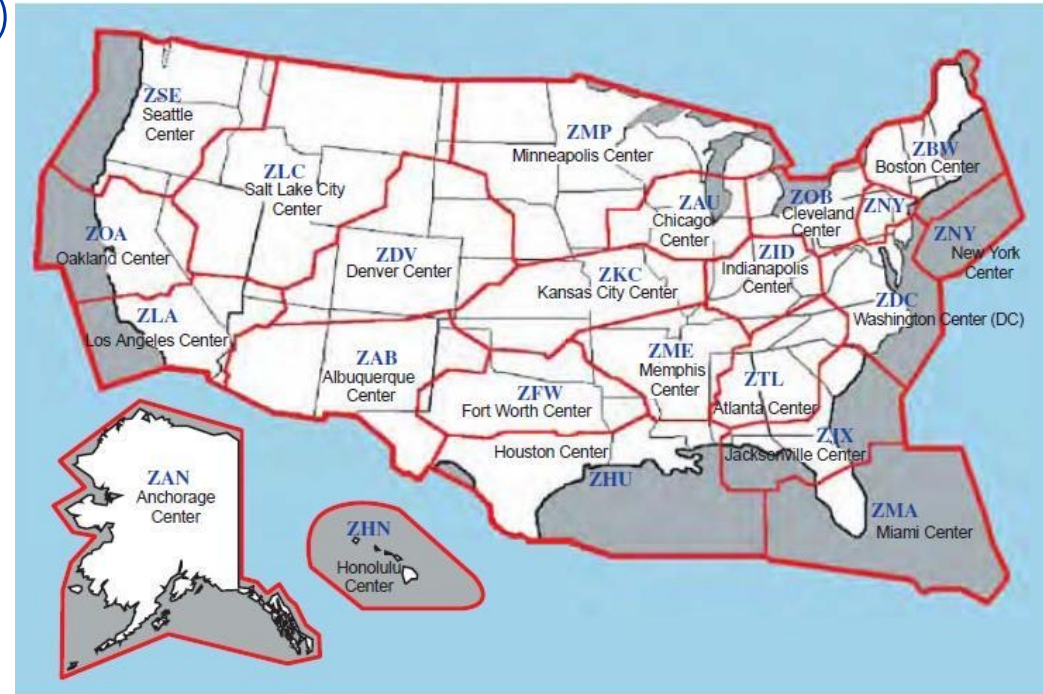 )
ZSE
Seattle
Center
ZMP
Minneapolis Center
ZBW
Boston Center
ZLC
Salt Lake City
Center
ZAU
Chicago
Center
ZOB
Cleveland
Center
ZNY
ZNY
New York
Center
ZOA
Oakland Center
ZDV
Denver Center
ZKC
Kansas City Center
ZID
Indianapolis
Center
ZDC
Washington Center (DC)
ZLA
Los Angeles Center
ZAB
Albuquerque
Center
ZFW
Fort Worth Center
ZME
Memphis
Center
ZTL
Atlanta Center
Houston Center
ZHU
ZJX
Jacksonville Center
ZMA
Miami Center
ZAN
Anchorage
Center
ZHN
Honolulu
Center